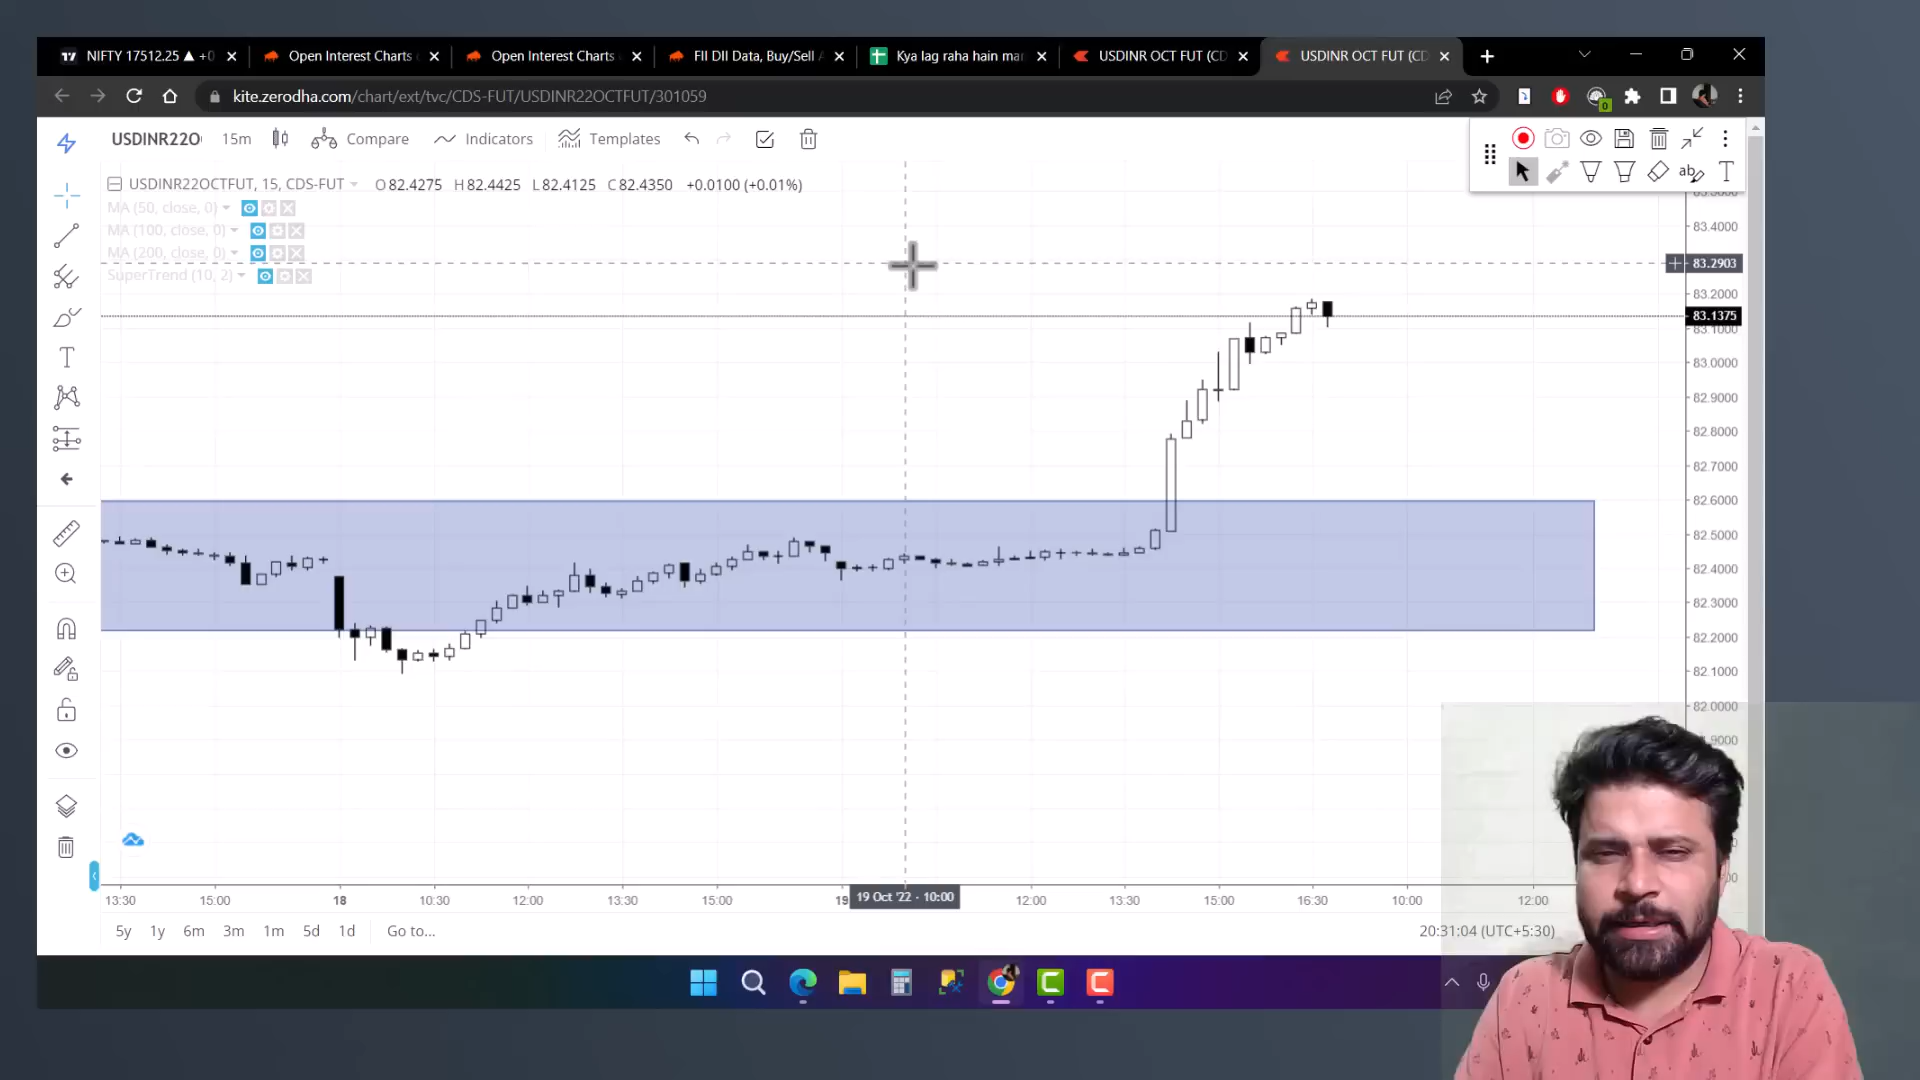 NIFTY 17512.25 ▲ +0
Open Interest Charts
Open Interest Charts
FII DII Data, Buy/Sell
Kya lag raha hain mar
USDINR OCT FUT (CD
USDINR OCT FUT (CD
kite.zerodha.com/chart/ext/tvc/CDS-FUT/USDINR22OCTFUT/301059
0
USDINR22O
15m
Compare
Indicators
Templates
USDINR22OCTFUT, 15, CDS-FUT
O 82.4275 H 82.4425 L 82.4125 C 82.4350 +0.0100 (+0.01%)
MA (50, close, 0)
MA (100, close, 0)
MA (200, close, 0)
SuperTrend (10, 2)
83.4000
83.2903
83.2000
83.1375
83.1000
83.0000
82.9000
82.8000
82.7000
82.6000
82.5000
82.4000
82.3000
82.2000
82.1000
82.0000
13:30 15:00 18 10:30 12:00 13:30 15:00 19 19 Oct '22 - 10:00 12:00 13:30 15:00 16:30 10:00 12:00
5y 1y 6m 3m 1m 5d 1d Go to...
20:31:04 (UTC+5:30)